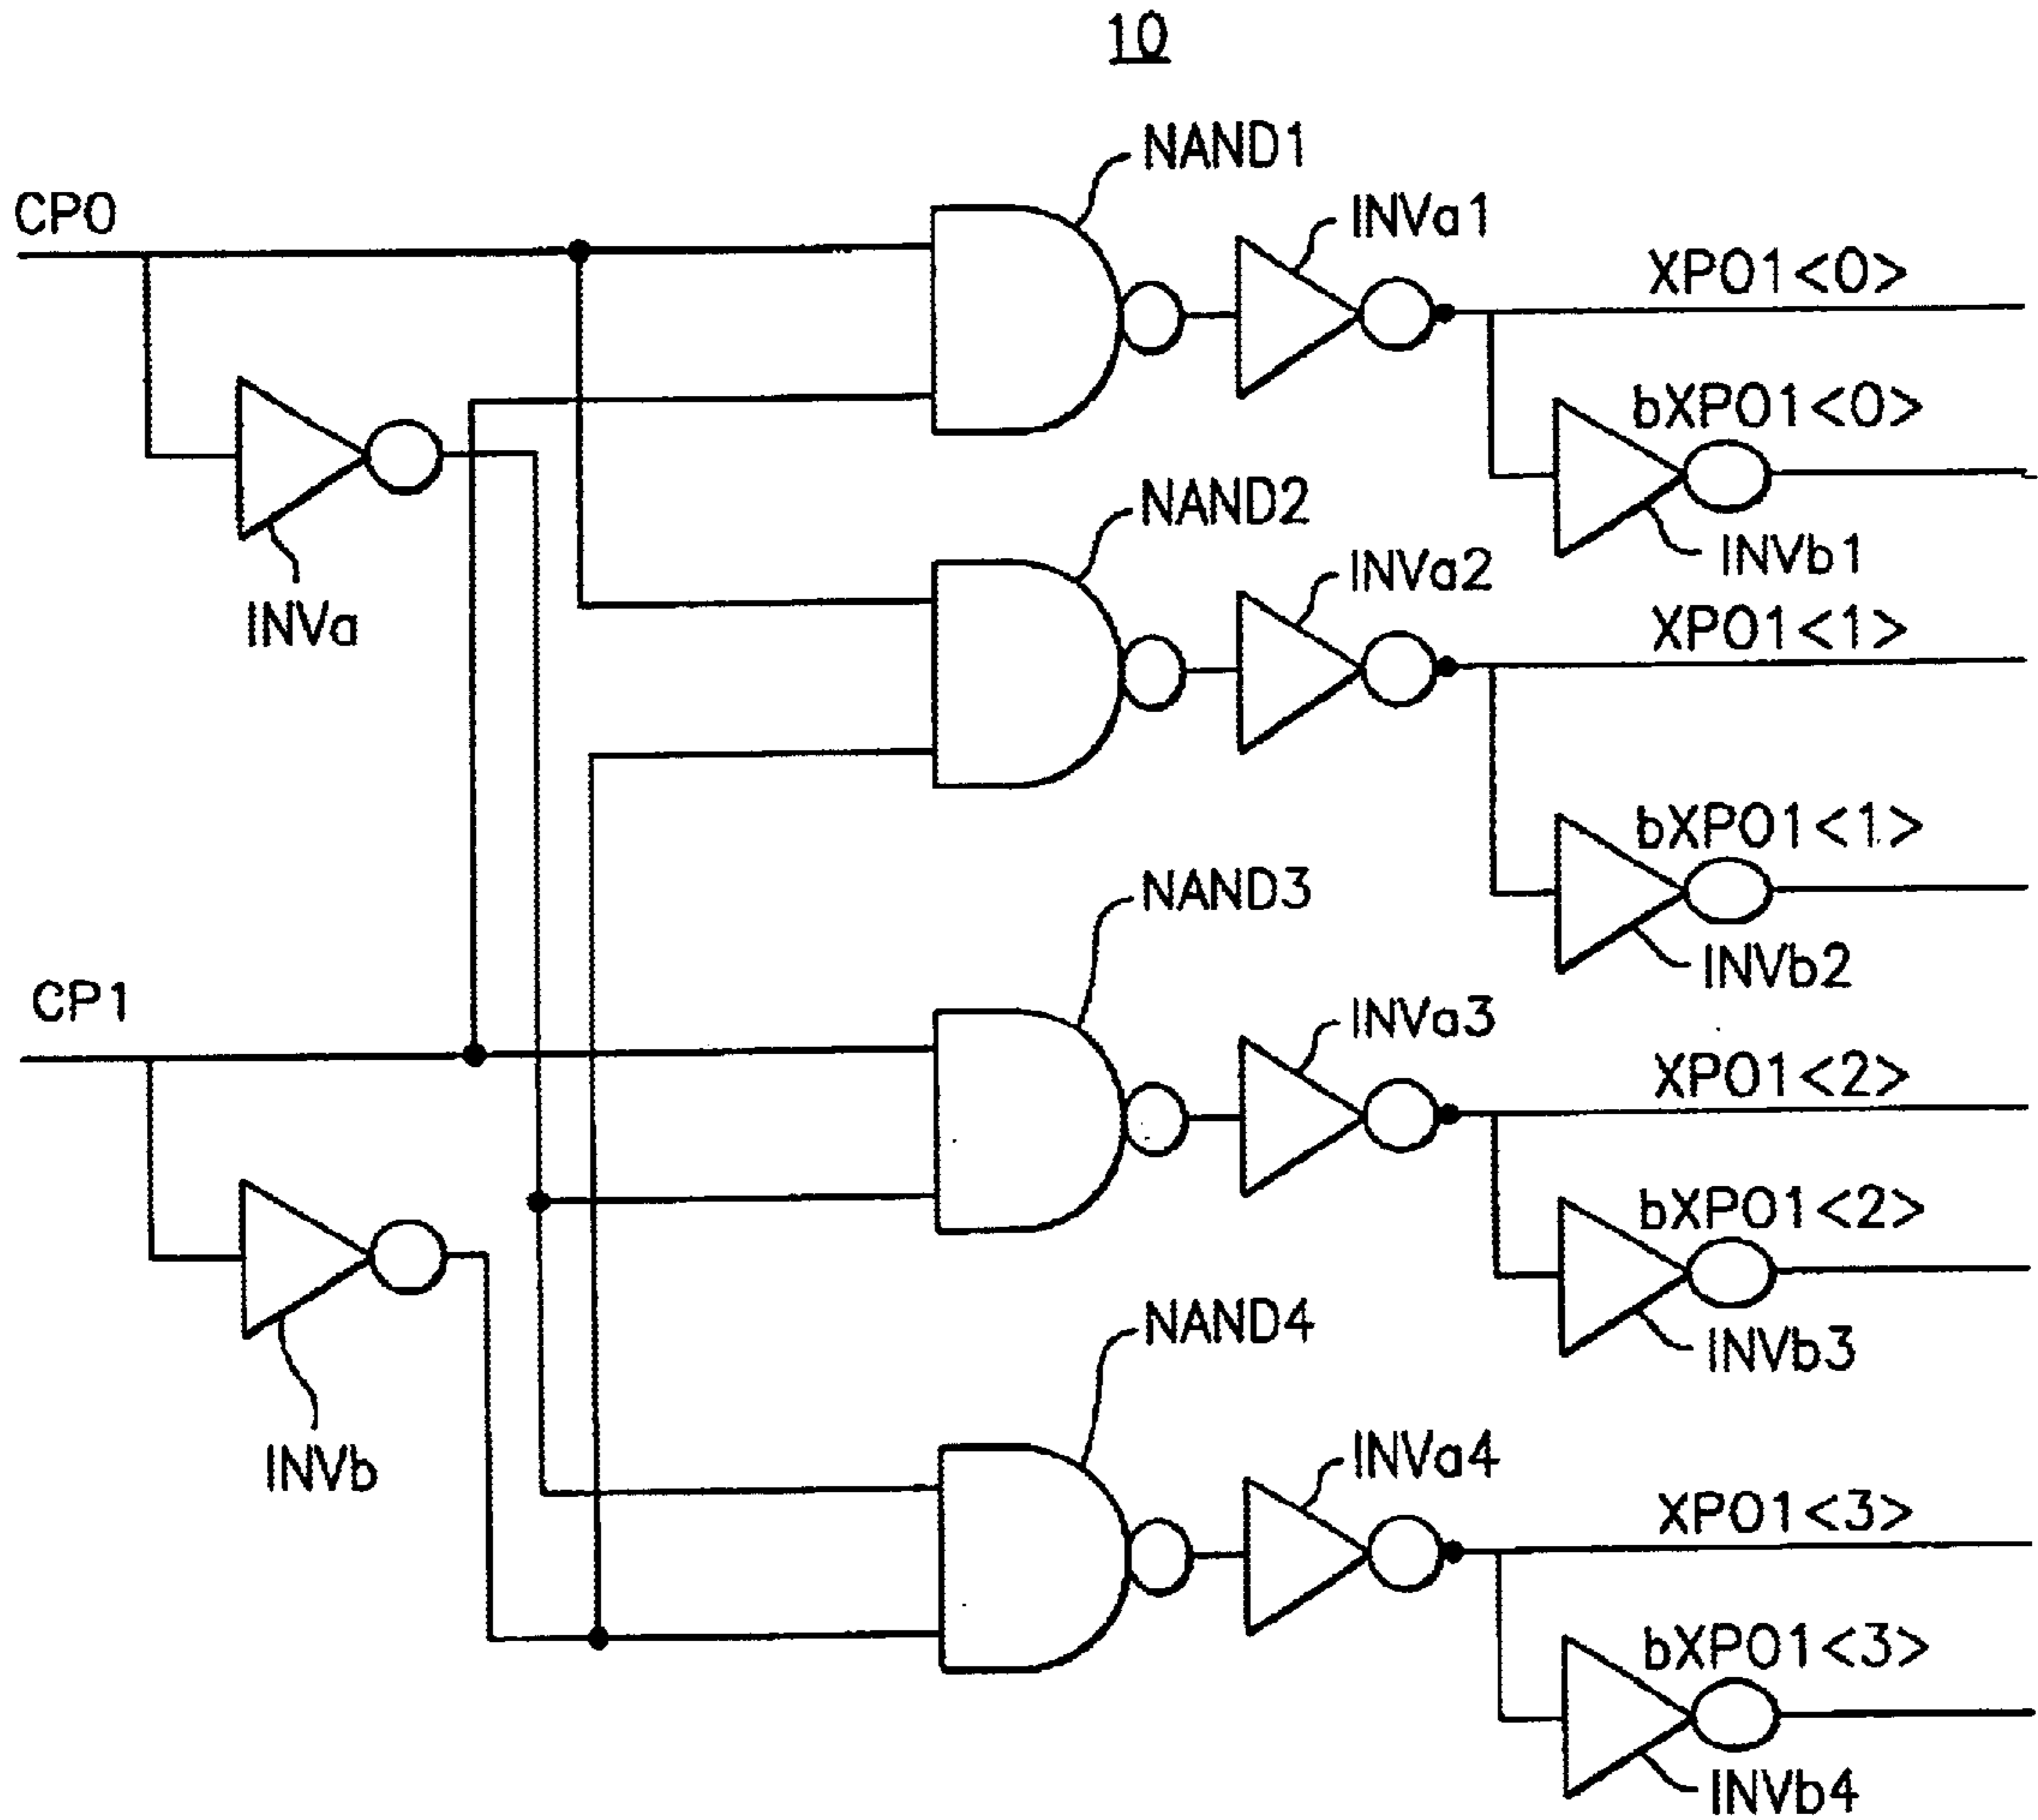 10
NAND1
CP0
INVa1
XP01<0>
bXP01<0>
NAND2
INVb1
INVa2
INVa
XP01<1>
bXP01<1>
NAND3
INVb2
CP1
INVa3
XP01<2>
bXP01<2>
NAND4
INVb3
INVb
INVa4
XP01<3>
bXP01<3>
INVb4